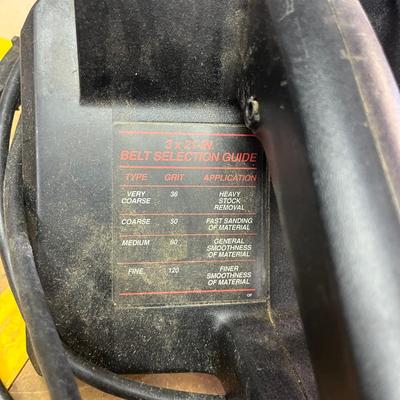 3 x 21-IN.
BELT SELECTION GUIDE
TYPE GRIT APPLICATION
VERY COARSE 36 HEAVY STOCK REMOVAL
COARSE 50 FAST SANDING OF MATERIAL
MEDIUM 80 GENERAL SMOOTHNESS OF MATERIAL
FINE 120 FINER SMOOTHNESS OF MATERIAL